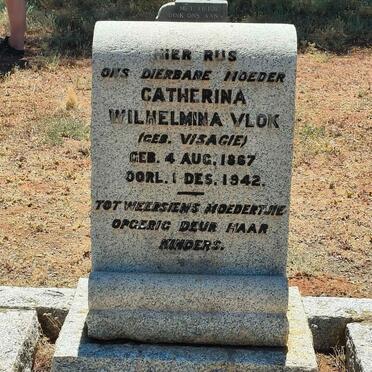 HIER RUS
ONS DIERBARE MOEDER
CATHERINA
WILHELMINA VLOK
(GEB. VISAGIE)
GEB. 4 AUG. 1867
OORL. 1 DES. 1942.
TOT WEERSIENS MOEDERTJIE
OPGERIG DEUR HAAR
KINDERS.